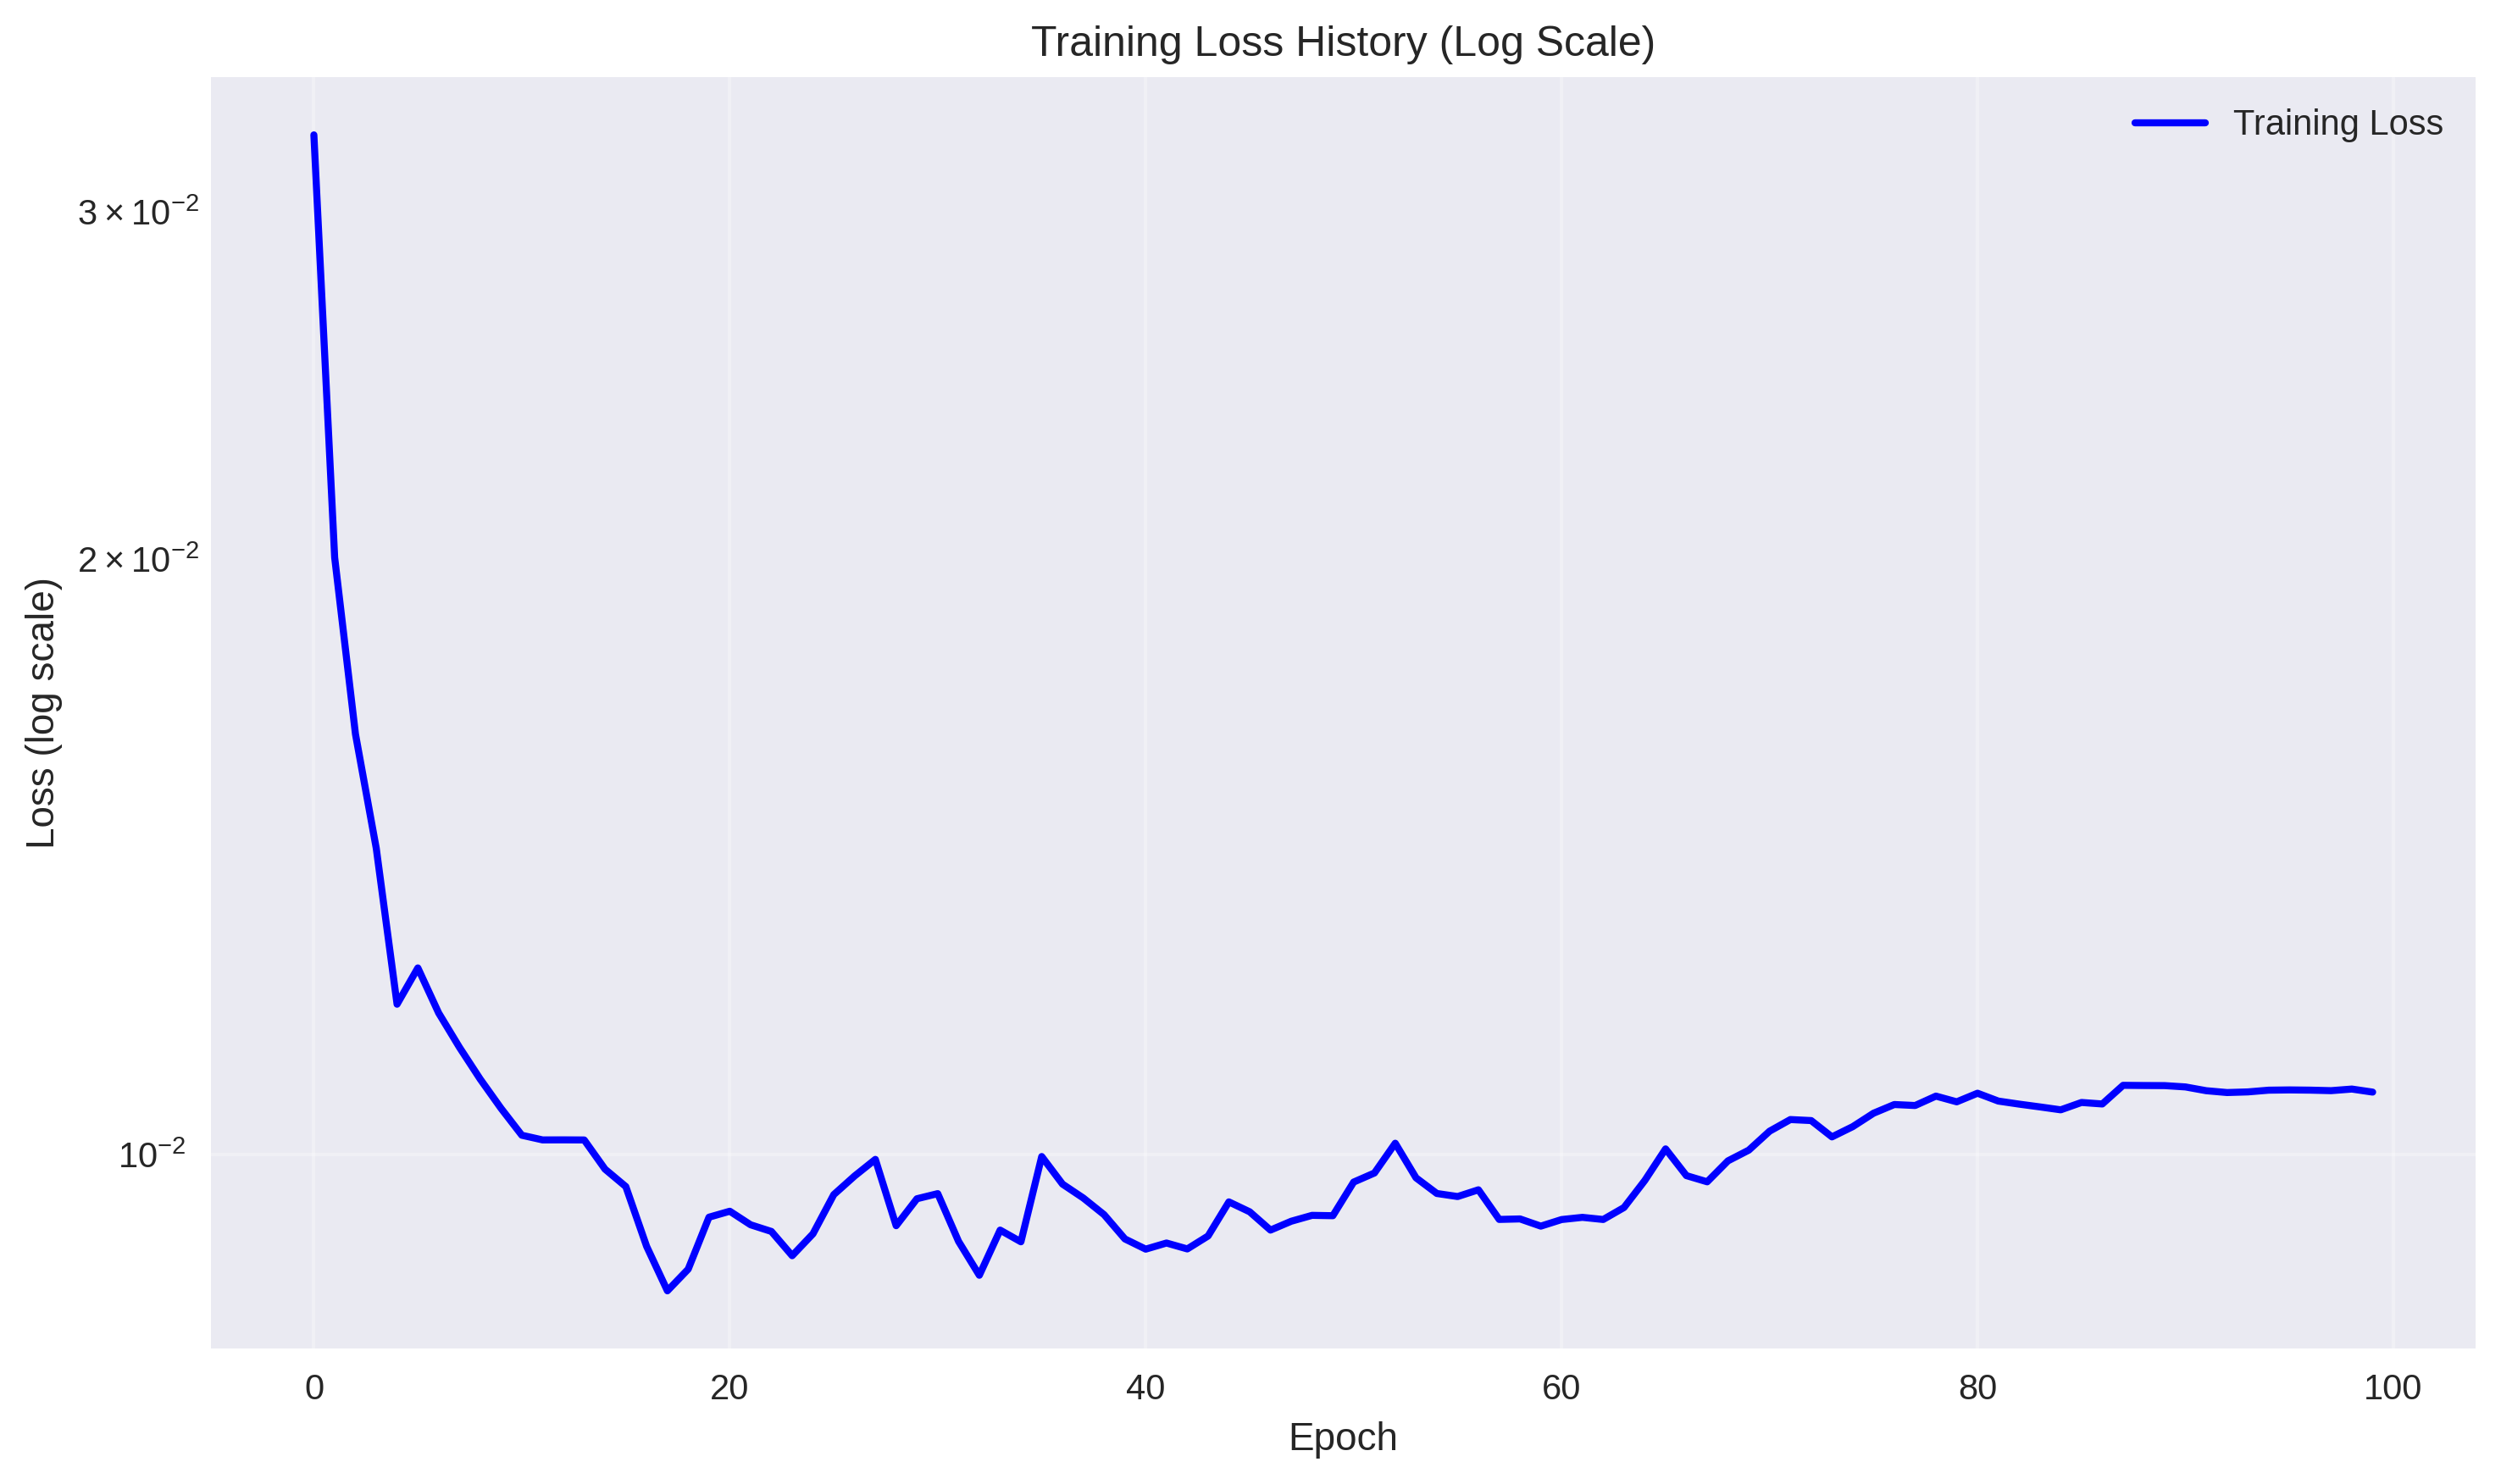 Training Loss History (Log Scale)
Training Loss
3 × 10⁻²
2 × 10⁻²
10⁻²
Loss (log scale)
0 20 40 60 80 100
Epoch